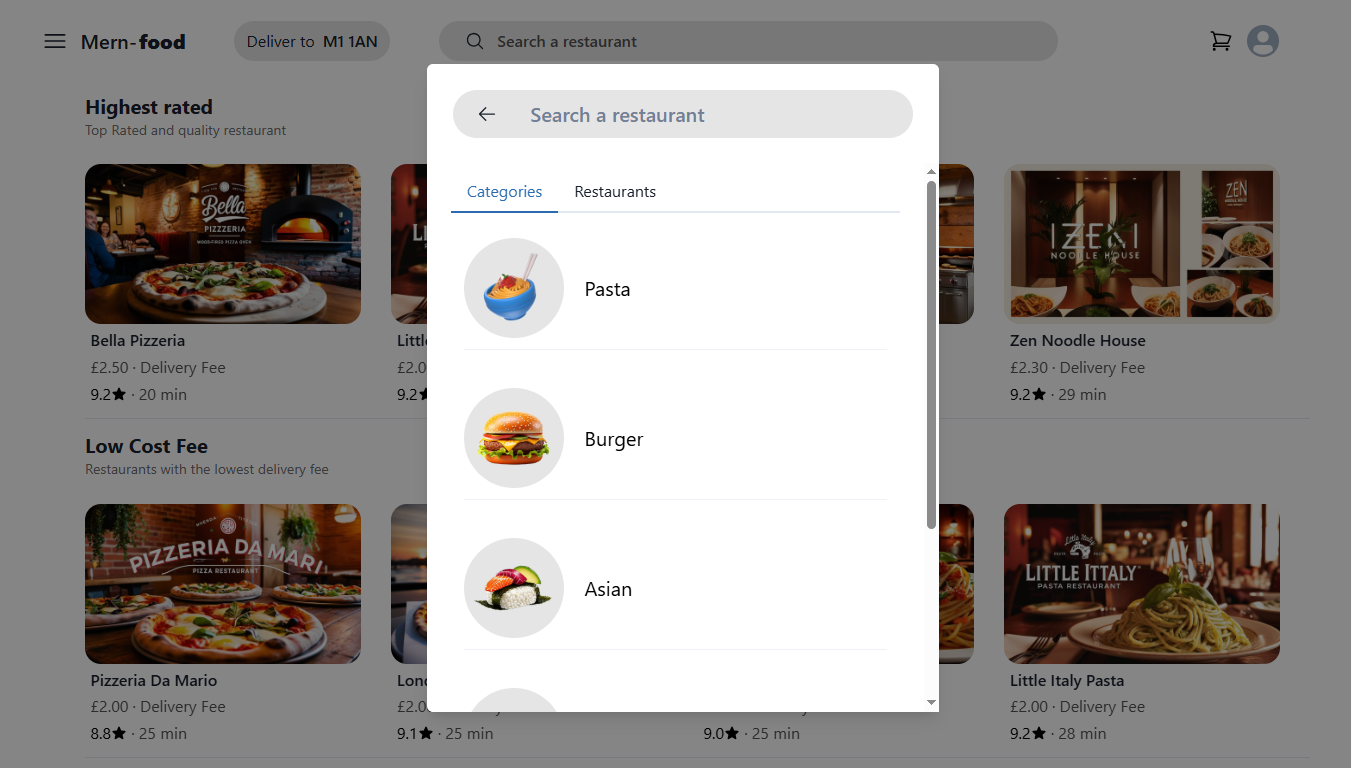 Mern-food
Deliver to M1 1AN
Search a restaurant
Search a restaurant
Categories
Restaurants
Pasta
Burger
Asian
Highest rated
Top Rated and quality restaurant
Bella
PIZZZERIA
WOOD-FIRED PIZZA OVEN
ZEN
NOODLE HOUSE
ZEN
Bella Pizzeria
£2.50 · Delivery Fee
9.2★ · 20 min
Littl
£2.0
9.2★
Zen Noodle House
£2.30 · Delivery Fee
9.2★ · 29 min
Low Cost Fee
Restaurants with the lowest delivery fee
PIZZERIA DA MARI
PIZZA RESTAURANT
Little Italy
LITTLE ITTALY
PASTA RESTAURANT
Pizzeria Da Mario
£2.00 · Delivery Fee
8.8★ · 25 min
Lon
£2.0
9.1★ · 25 min
9.0★ · 25 min
Little Italy Pasta
£2.00 · Delivery Fee
9.2★ · 28 min